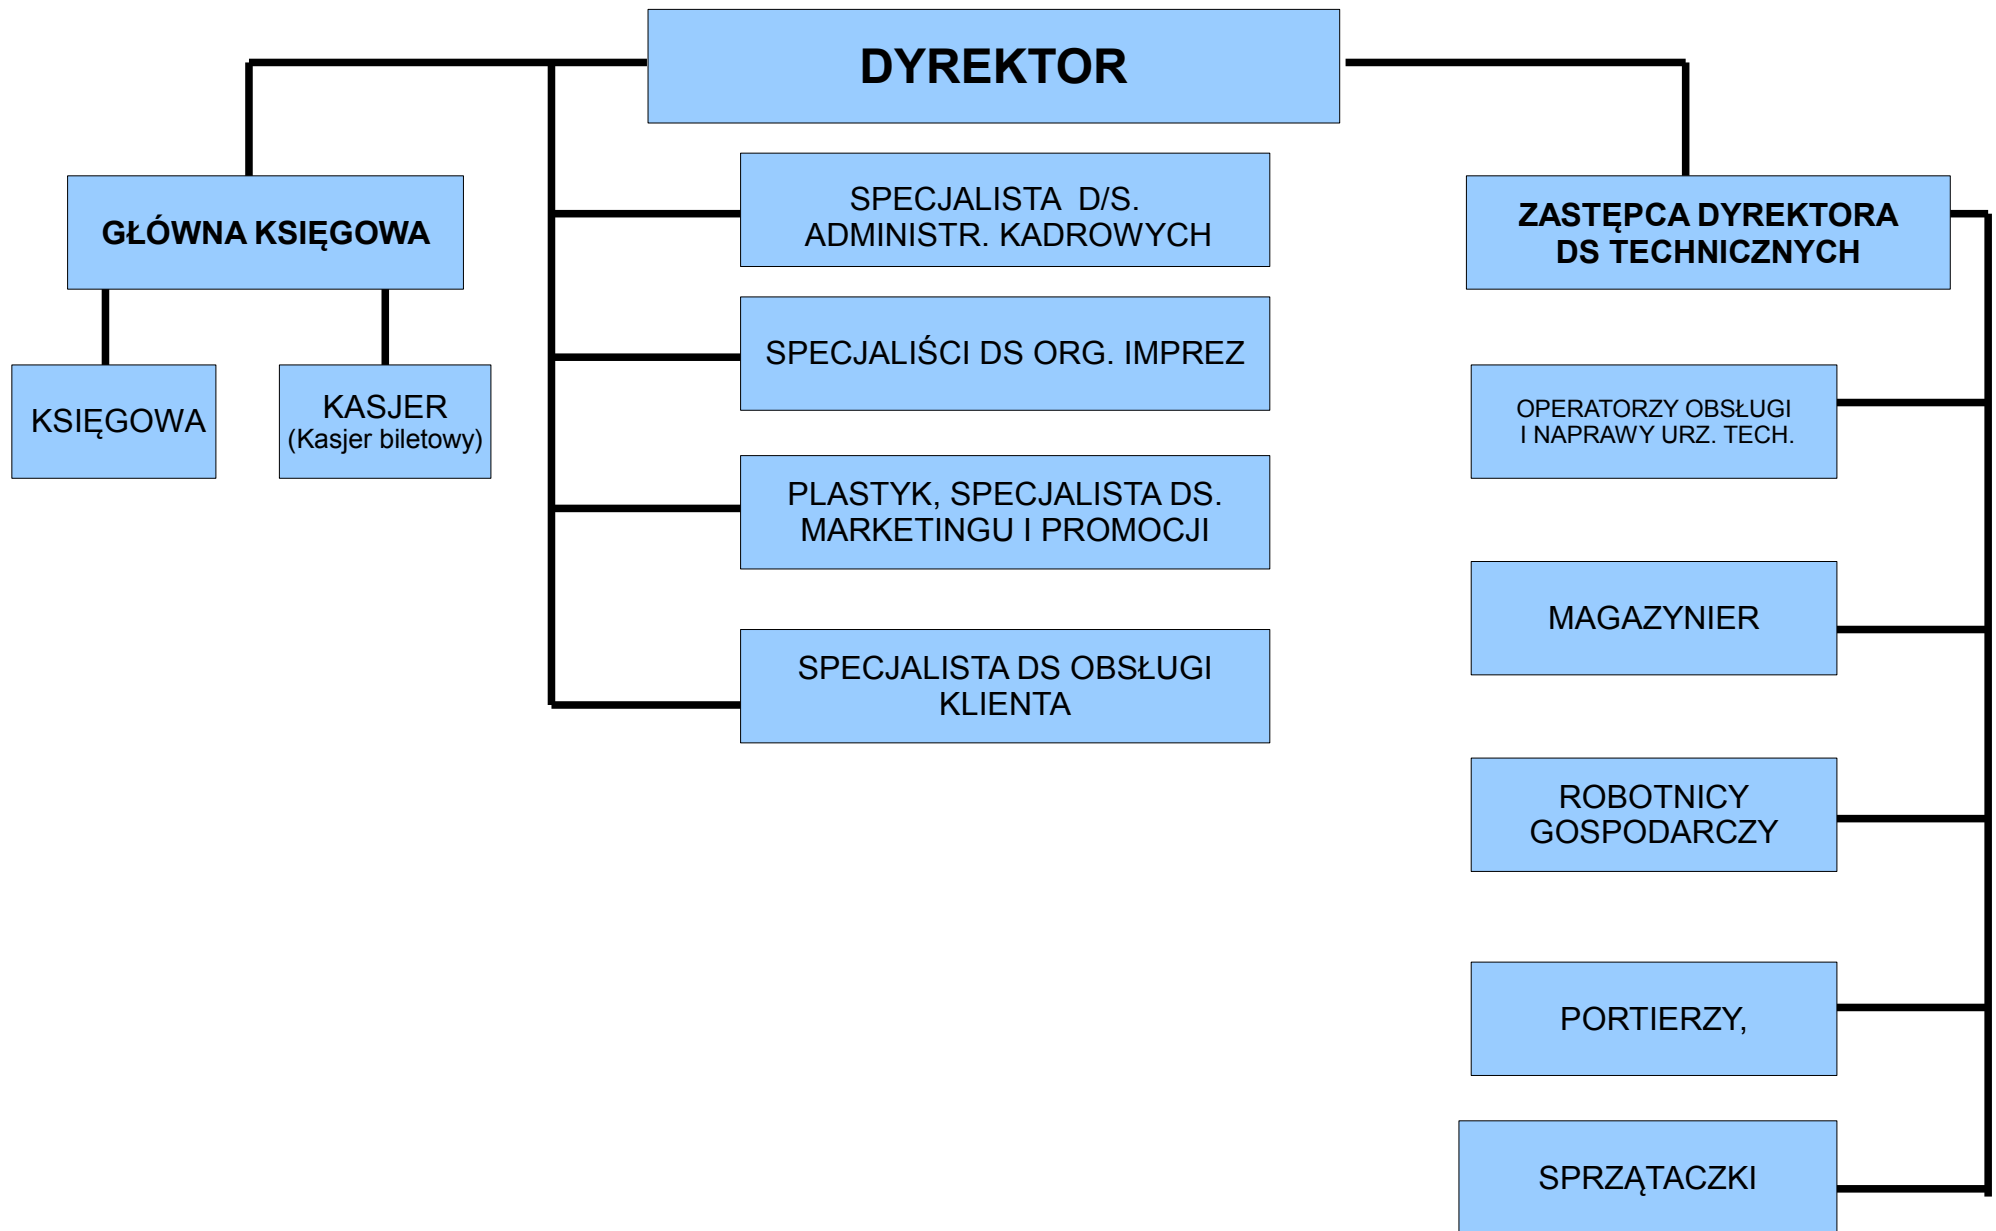 DYREKTOR
GŁÓWNA KSIĘGOWA
KSIĘGOWA
KASJER
(Kasjer biletowy)
SPECJALISTA D/S.
ADMINISTR. KADROWYCH
SPECJALIŚCI DS ORG. IMPREZ
PLASTYK, SPECJALISTA DS.
MARKETINGU I PROMOCJI
SPECJALISTA DS OBSŁUGI
KLIENTA
ZASTĘPCA DYREKTORA
DS TECHNICZNYCH
OPERATORZY OBSŁUGI
I NAPRAWY URZ. TECH.
MAGAZYNIER
ROBOTNICY
GOSPODARCZY
PORTIERZY,
SPRZĄTACZKI